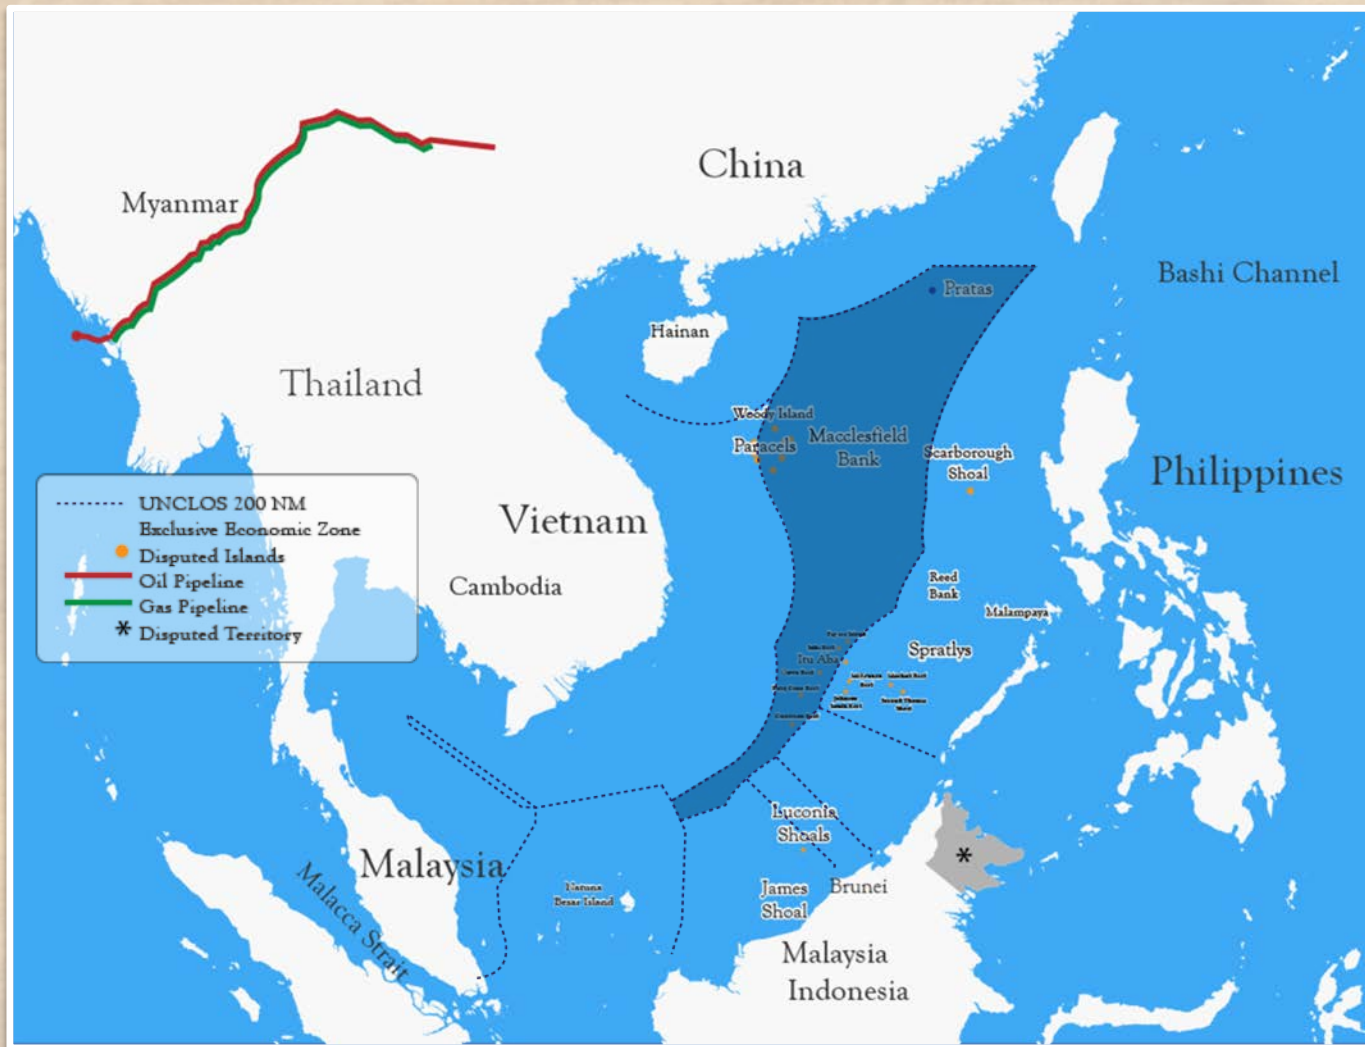 China
Myanmar
Bashi Channel
Pratas
Hainan
Thailand
Woody Island
Paracels
Macclesfield
Bank
Scarborough
Shoal
Philippines
UNCLOS 200 NM
Exclusive Economic Zone
Disputed Islands
Oil Pipeline
Gas Pipeline
* Disputed Territory
Vietnam
Cambodia
Reed
Bank
Malampaya
Spratlys
Itu Aba
Luconia
Shoals
Malaysia
Malacca Strait
Natuna
Besar Island
James
Shoal
Brunei
*
Malaysia
Indonesia